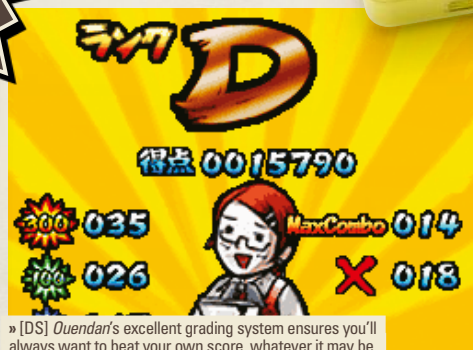 ランク D
得点 0015790
300 035 MaxCombo 014
100 026 X 018
» [DS] Ouendan's excellent grading system ensures you'll
always want to beat your own score, whatever it may be